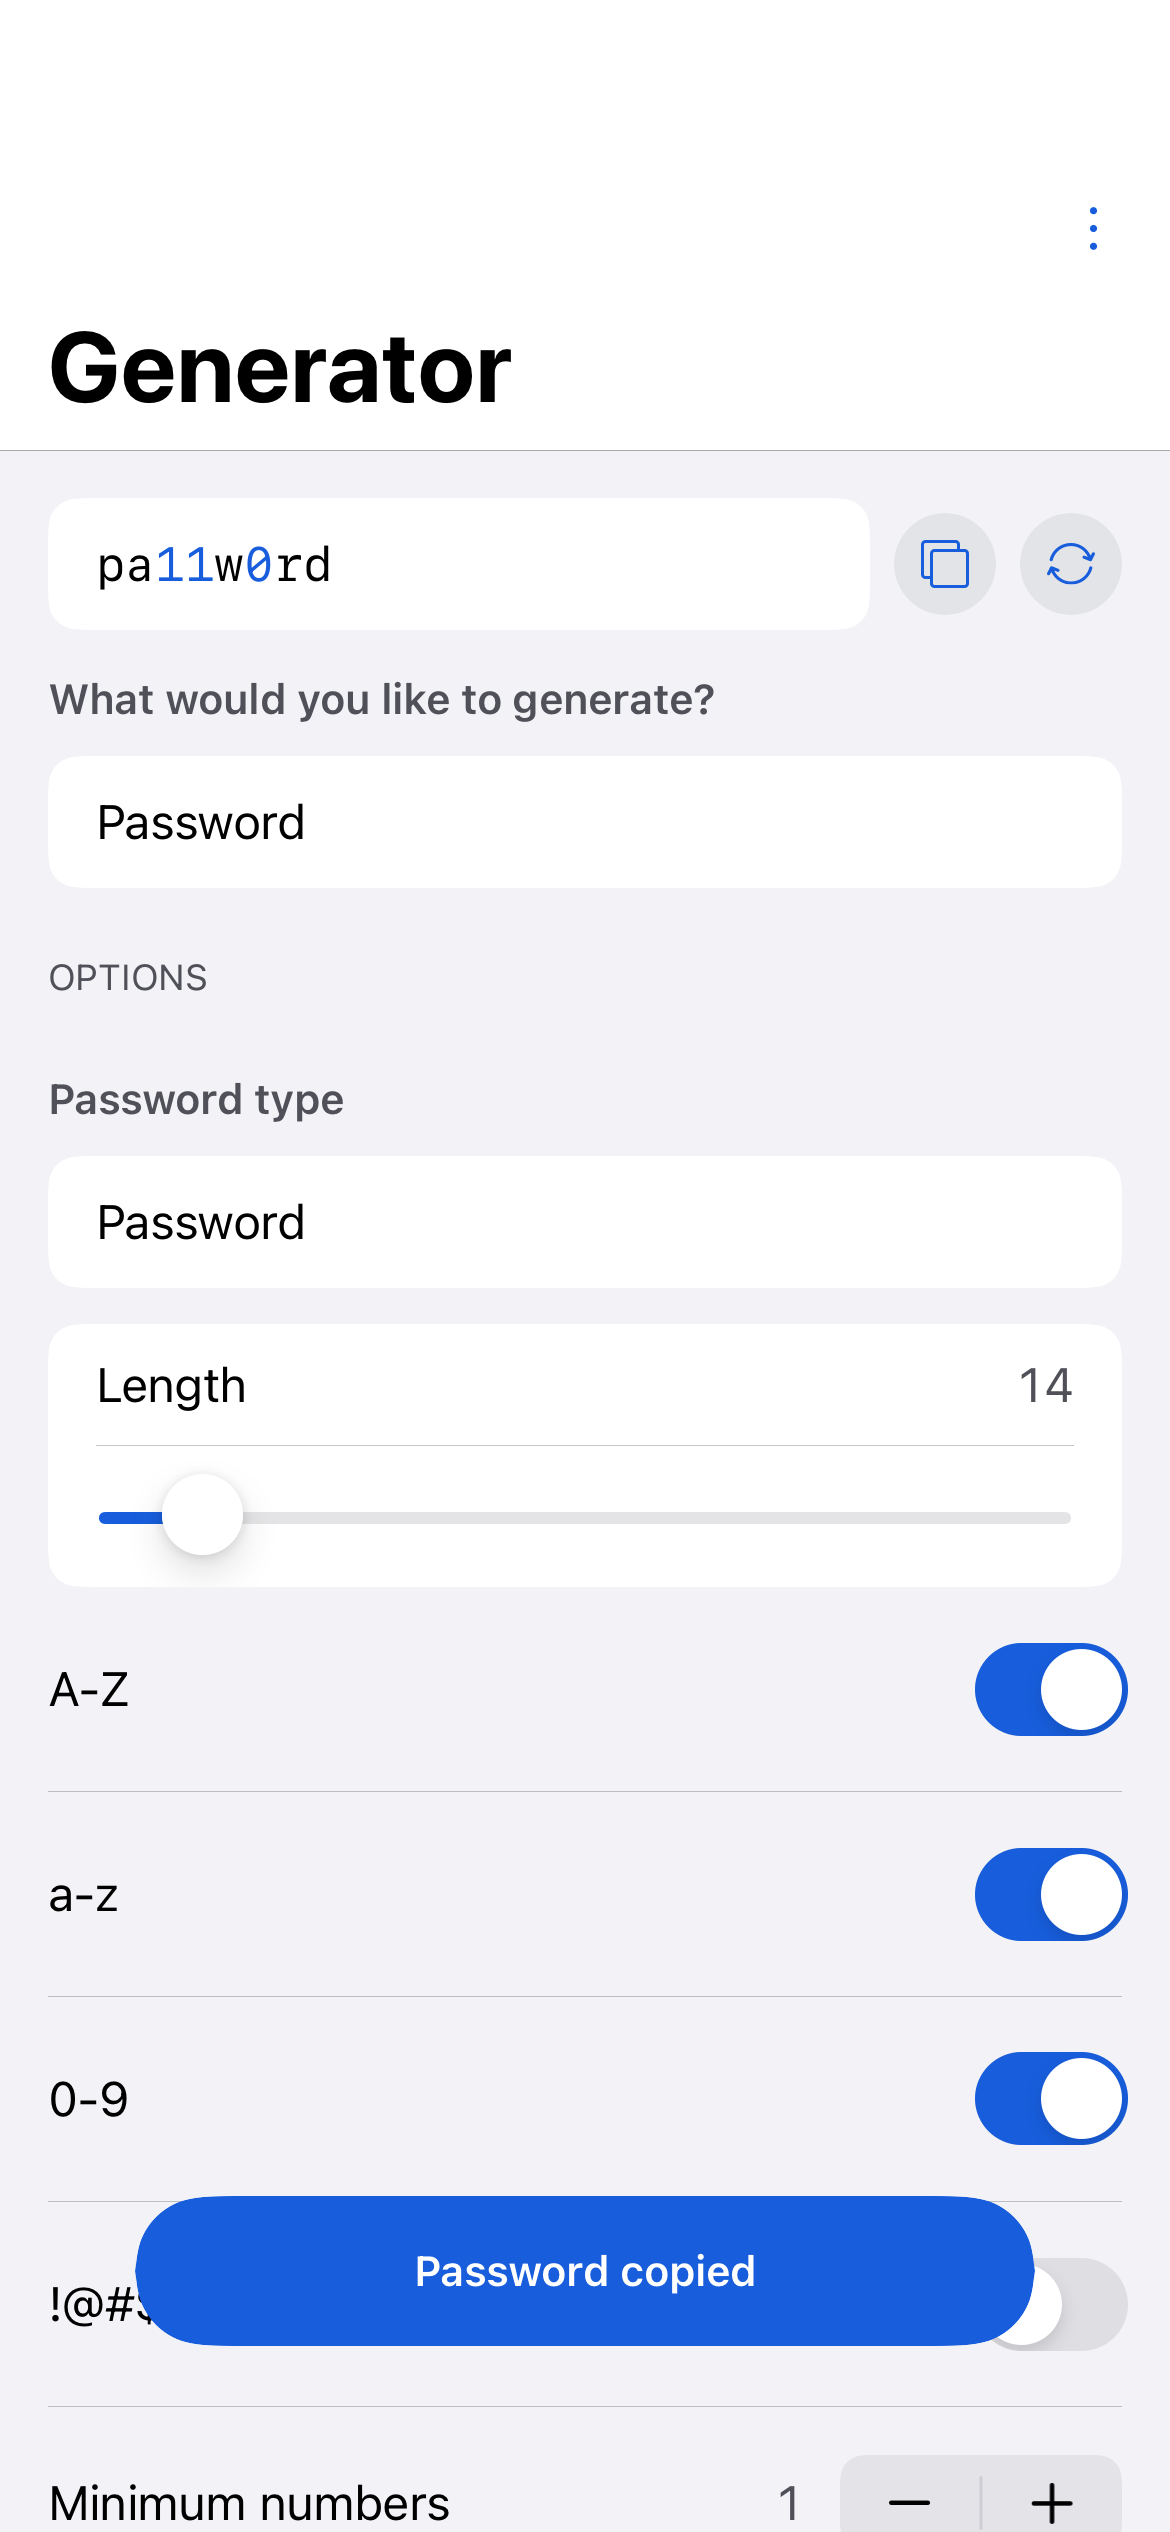 Generator
pa11w0rd
What would you like to generate?
Password
OPTIONS
Password type
Password
Length 14
A-Z
a-z
0-9
Password copied
!@#$
Minimum numbers 1